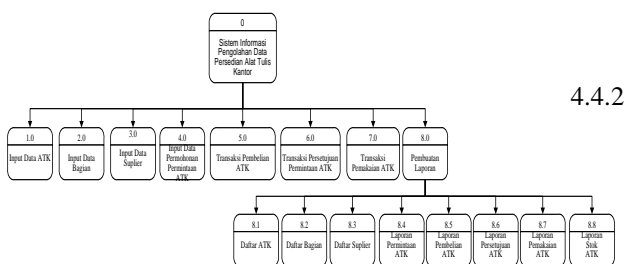 0
Sistem Informasi
Pengolahan Data
Persedian Alat Tulis
Kantor
4.4.2
1.0
Input Data ATK
2.0
Input Data
Bagian
3.0
Input Data
Suplier
4.0
Input Data
Permohonan
Permintaan
ATK
5.0
Transaksi Pembelian
ATK
6.0
Transaksi Persetujuan
Permintaan ATK
7.0
Transaksi
Pemakaian ATK
8.0
Pembuatan
Laporan
8.1
Daftar ATK
8.2
Daftar Bagian
8.3
Daftar Suplier
8.4
Laporan
Permintaan
ATK
8.5
Laporan
Pembelian
ATK
8.6
Laporan
Persetujuan
ATK
8.7
Laporan
Pemakaian
ATK
8.8
Laporan
Stok
ATK